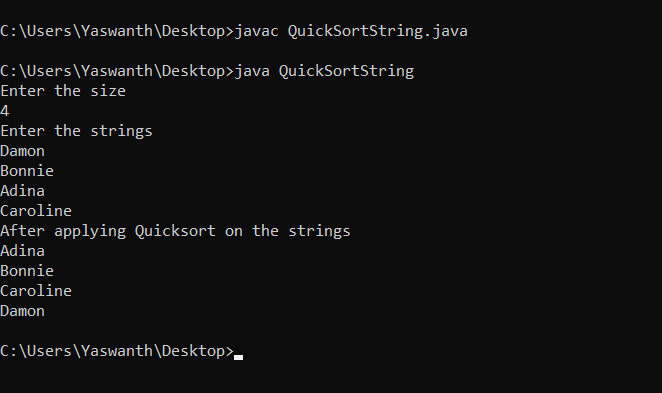 C:\Users\Yaswanth\Desktop>javac QuickSortString.java
C:\Users\Yaswanth\Desktop>java QuickSortString
Enter the size
4
Enter the strings
Damon
Bonnie
Adina
Caroline
After applying Quicksort on the strings
Adina
Bonnie
Caroline
Damon
C:\Users\Yaswanth\Desktop>